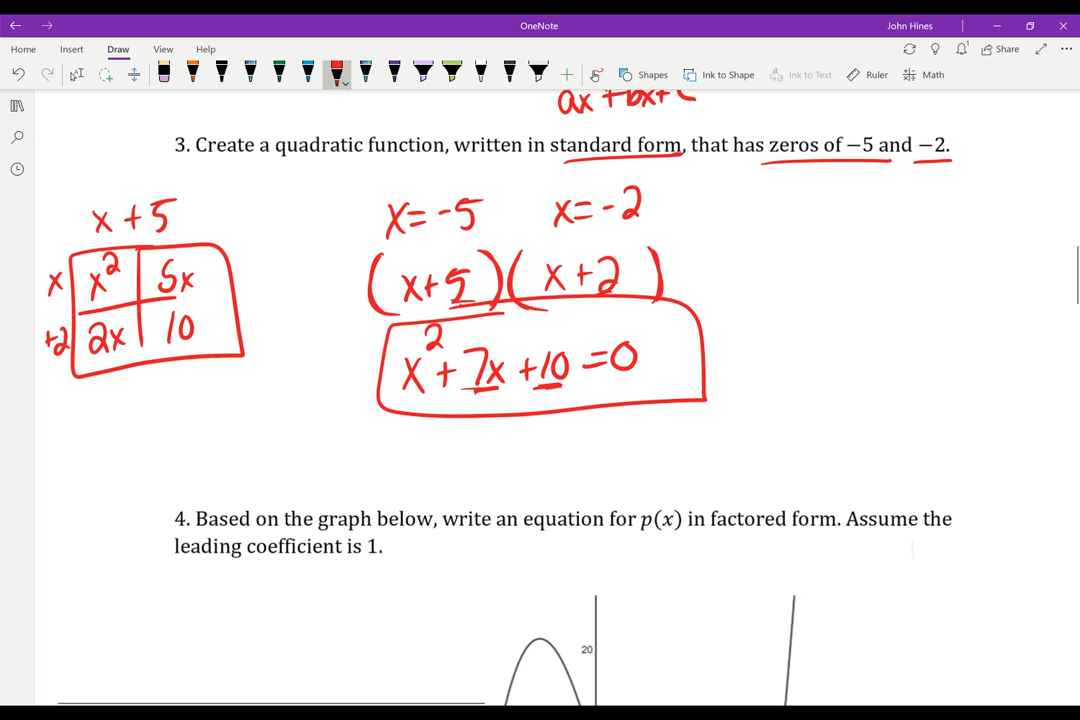 OneNote
John Hines
Home Insert Draw View Help
Share
Shapes Ink to Shape Ink to Text Ruler Math
ax + bx + c
3. Create a quadratic function, written in standard form, that has zeros of −5 and −2.
x + 5
x x² 5x
+2 2x 10
x = -5 x = -2
(x + 5)(x + 2)
x² + 7x + 10 = 0
4. Based on the graph below, write an equation for p(x) in factored form. Assume the
leading coefficient is 1.
20